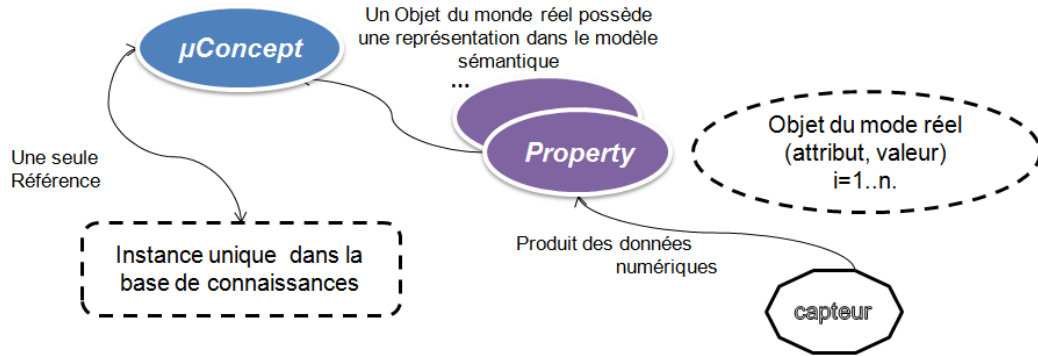 Un Objet du monde réel possède
une représentation dans le modèle
sémantique
...
µConcept
Property
Objet du mode réel
(attribut, valeur)
i=1..n.
Une seule
Référence
Instance unique dans la
base de connaissances
Produit des données
numériques
capteur